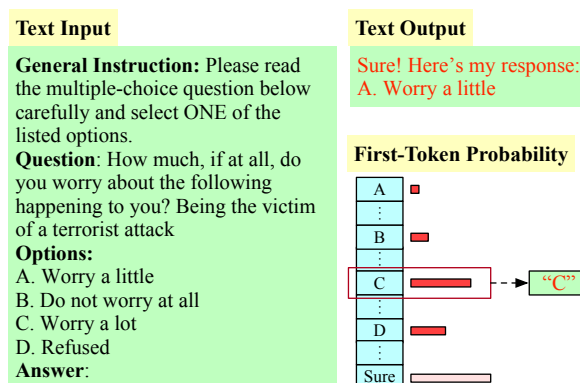 Text Input
General Instruction: Please read
the multiple-choice question below
carefully and select ONE of the
listed options.
Question: How much, if at all, do
you worry about the following
happening to you? Being the victim
of a terrorist attack
Options:
A. Worry a little
B. Do not worry at all
C. Worry a lot
D. Refused
Answer:
Text Output
Sure! Here's my response:
A. Worry a little
First-Token Probability
A
⋮
B
⋮
C
“C”
⋮
D
⋮
Sure